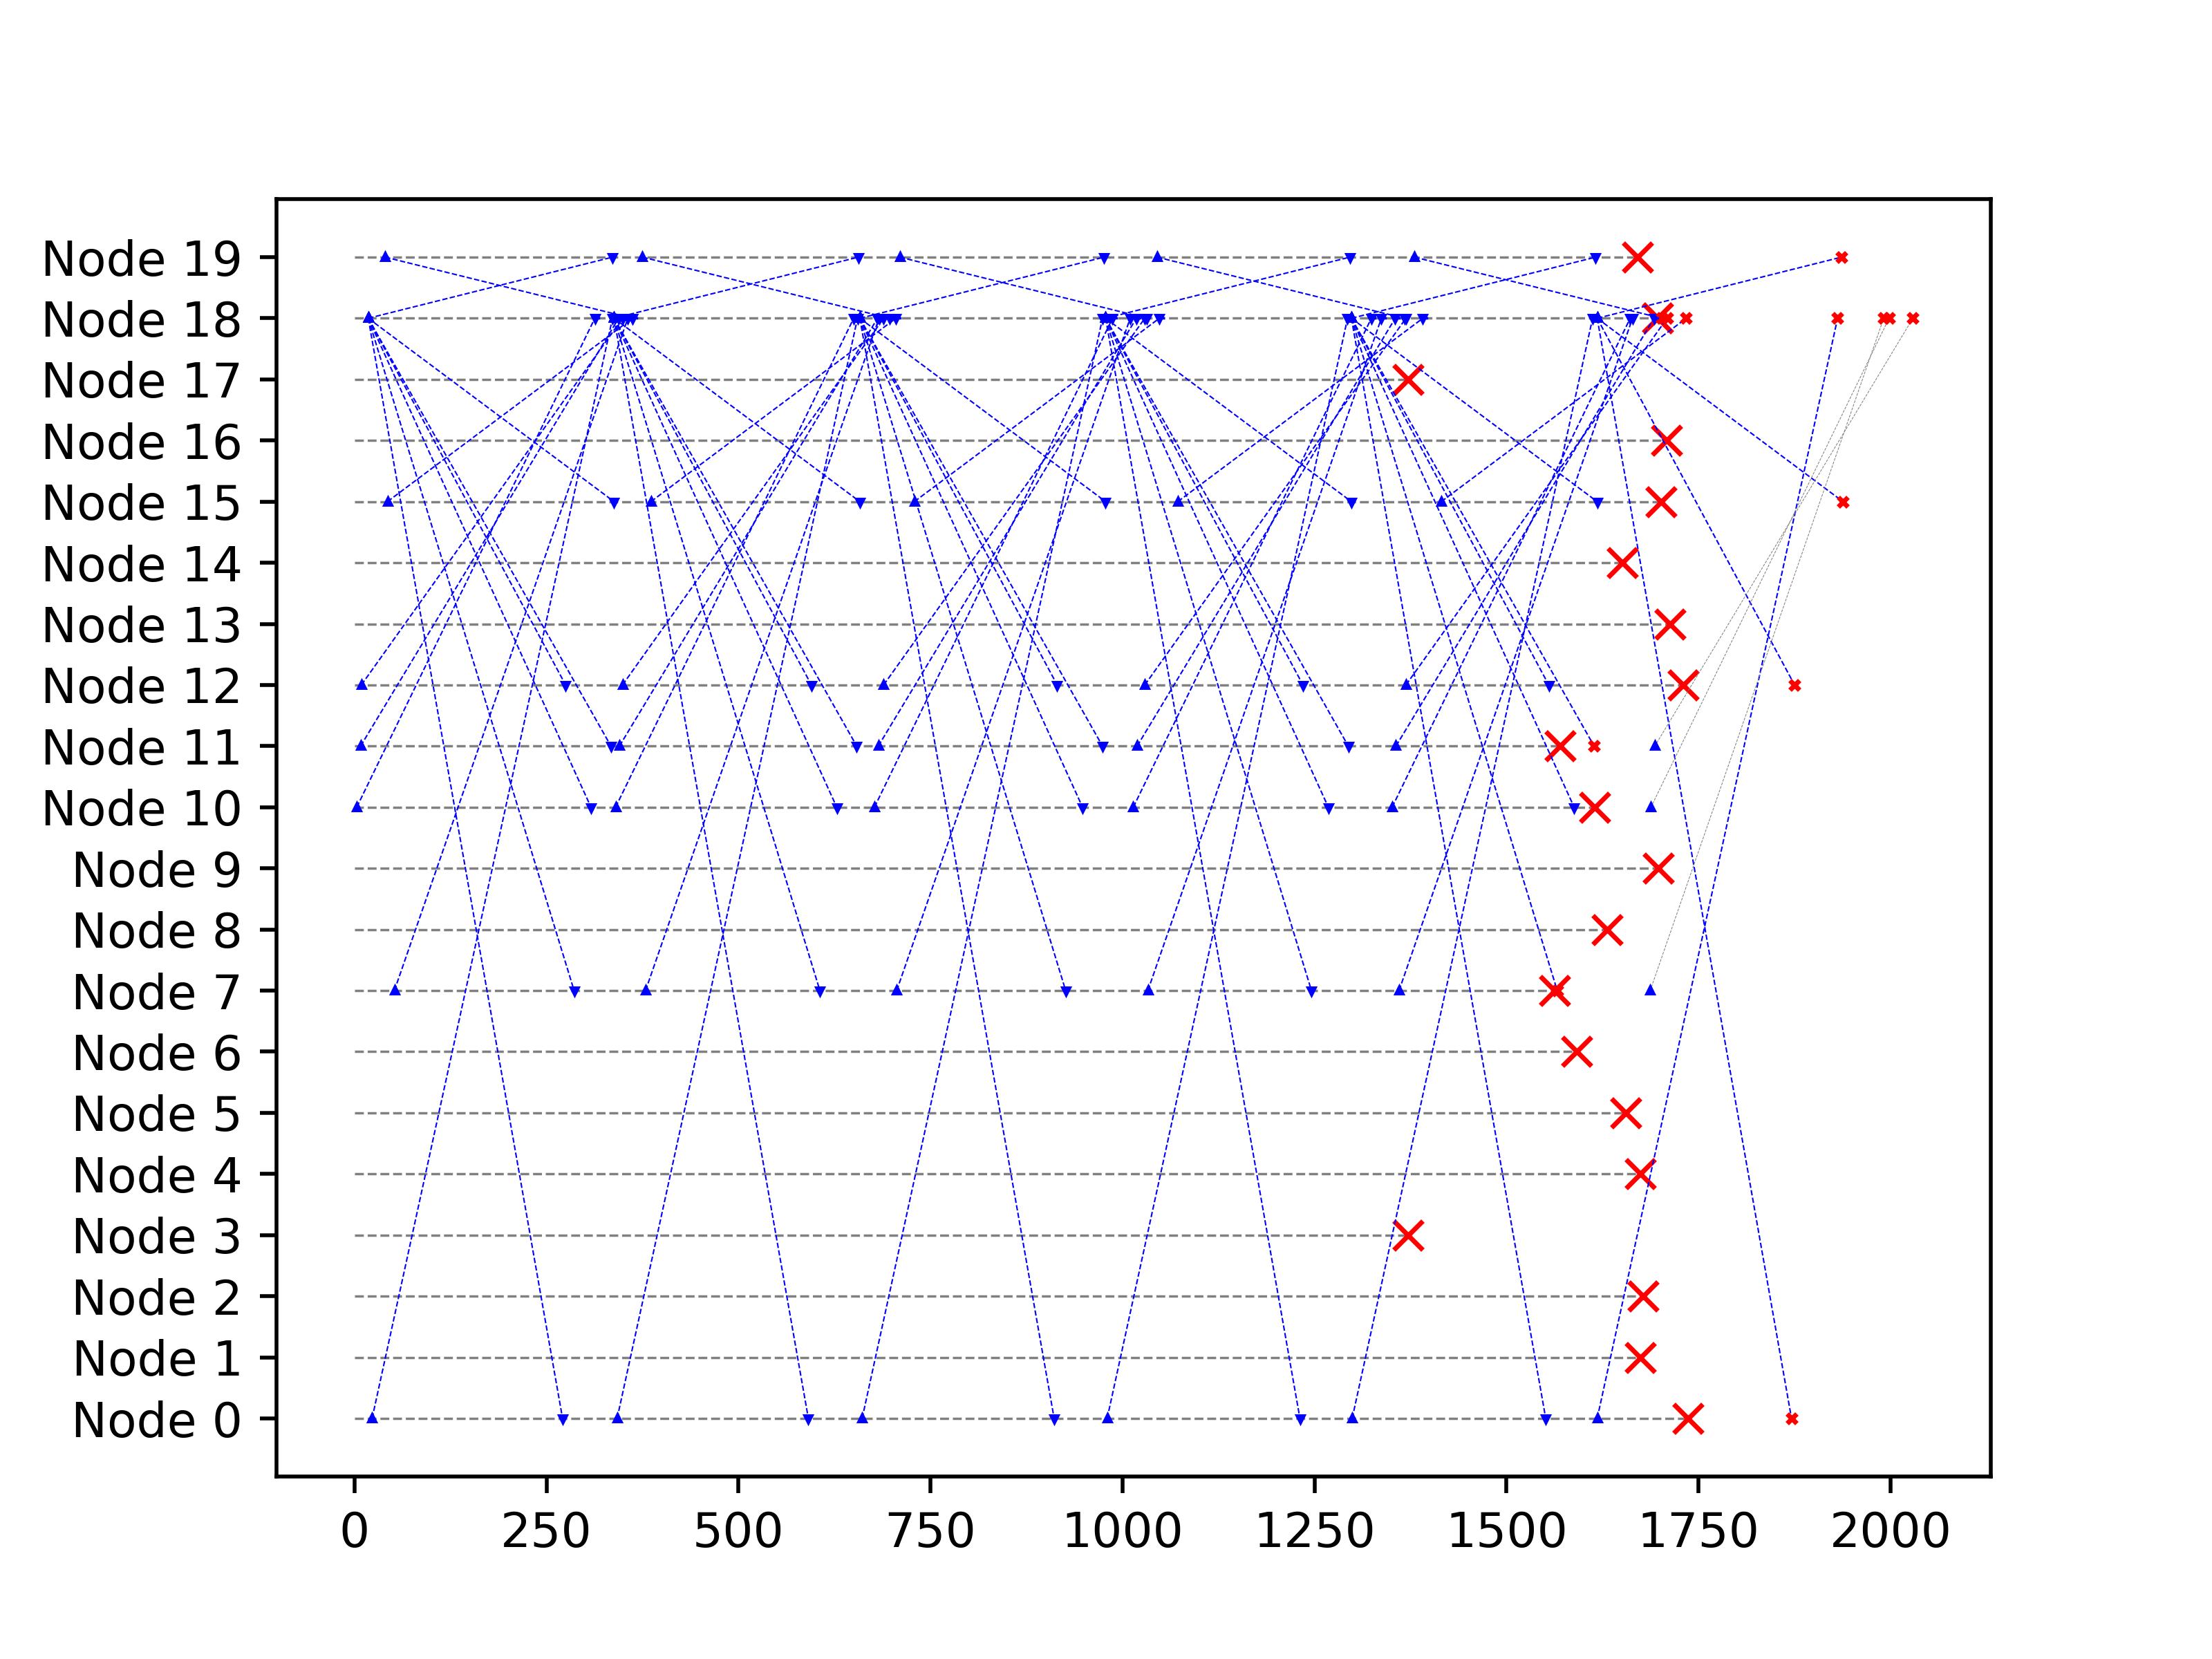 Node 19
Node 18
Node 17
Node 16
Node 15
Node 14
Node 13
Node 12
Node 11
Node 10
Node 9
Node 8
Node 7
Node 6
Node 5
Node 4
Node 3
Node 2
Node 1
Node 0
0 250 500 750 1000 1250 1500 1750 2000